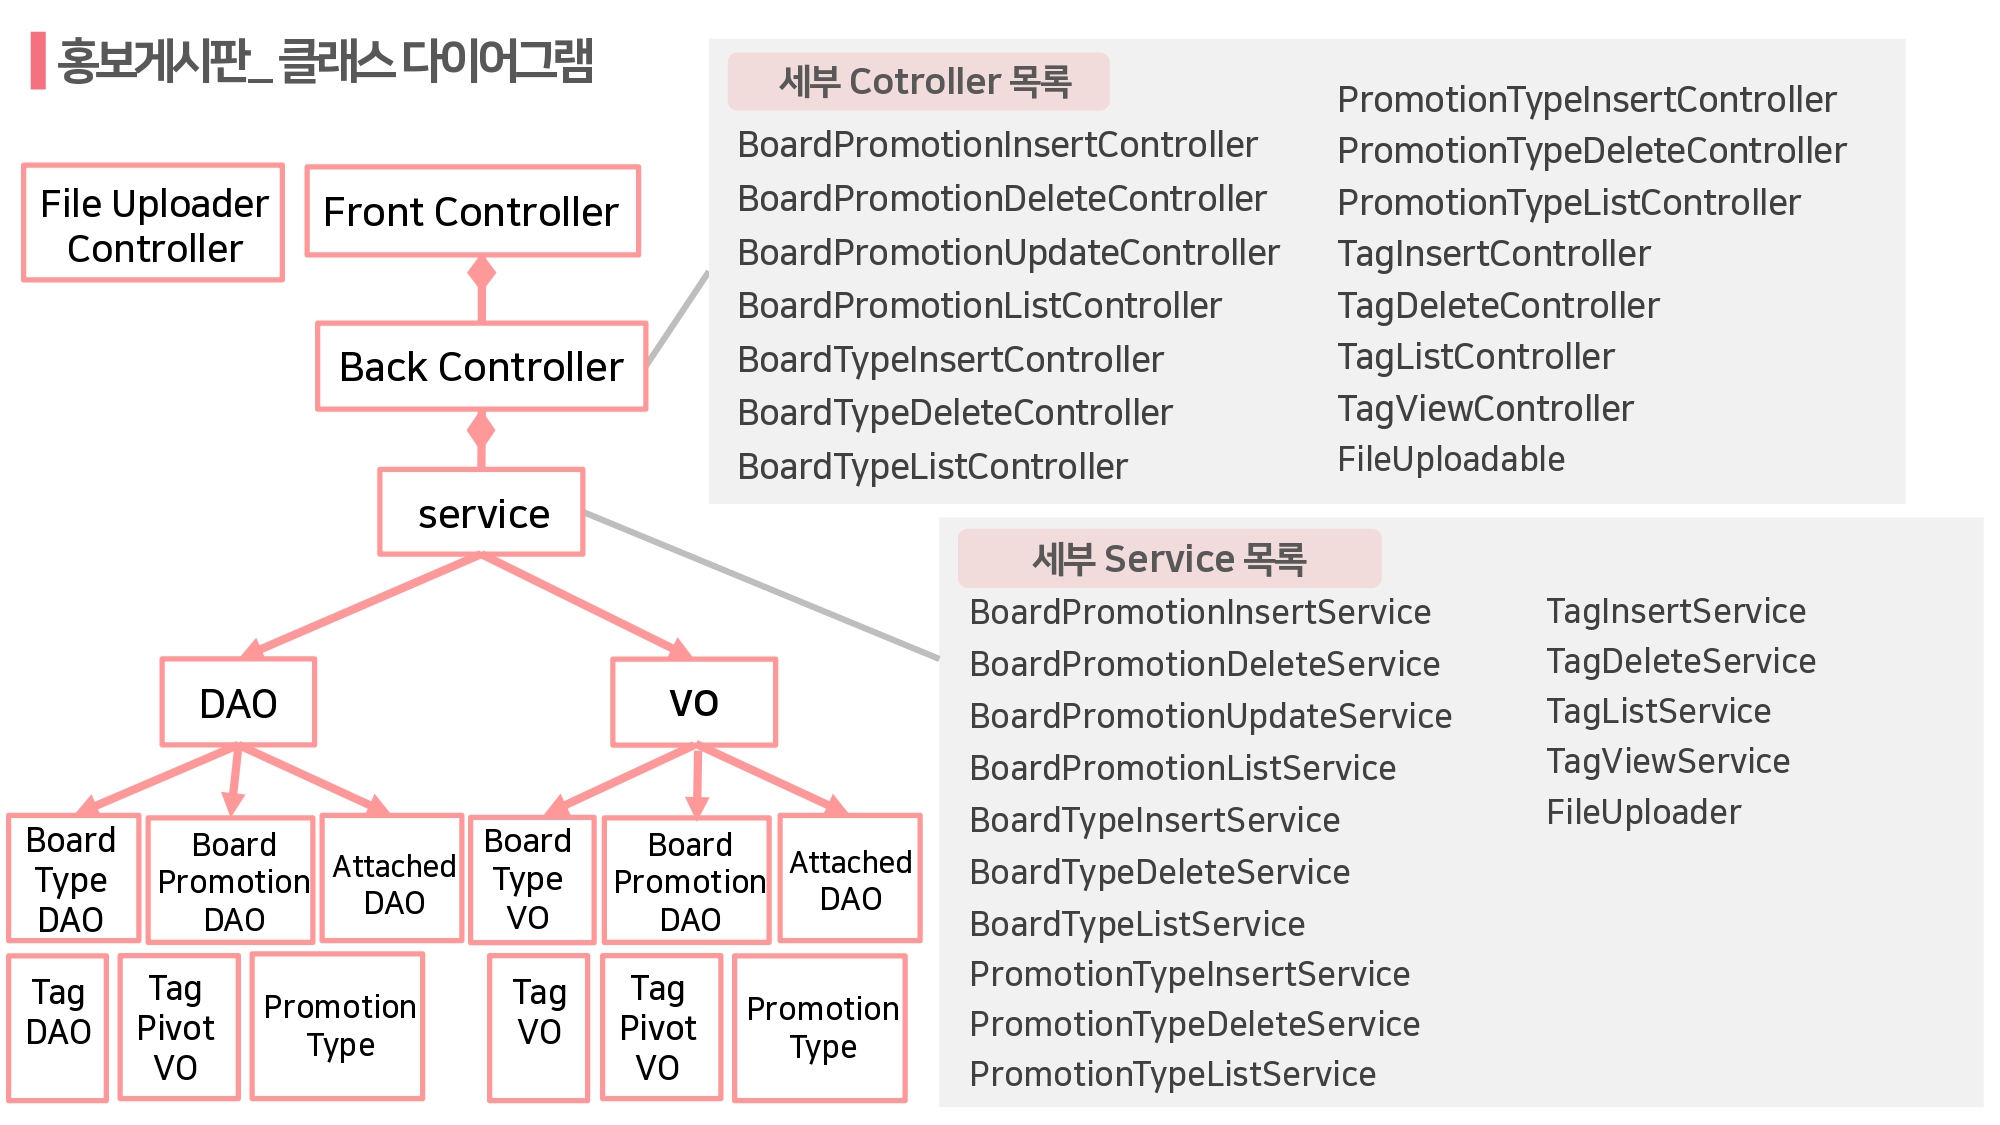 홍보게시판_ 클래스 다이어그램
File Uploader
Controller
Front Controller
Back Controller
service
DAO
VO
Board
Type
DAO
Board
Promotion
DAO
Attached
DAO
Board
Type
VO
Board
Promotion
DAO
Attached
DAO
Tag
DAO
Tag
Pivot
VO
Promotion
Type
Tag
VO
Tag
Pivot
VO
Promotion
Type
세부 Cotroller 목록
BoardPromotionInsertController
BoardPromotionDeleteController
BoardPromotionUpdateController
BoardPromotionListController
BoardTypeInsertController
BoardTypeDeleteController
BoardTypeListController
PromotionTypeInsertController
PromotionTypeDeleteController
PromotionTypeListController
TagInsertController
TagDeleteController
TagListController
TagViewController
FileUploadable
세부 Service 목록
BoardPromotionInsertService
BoardPromotionDeleteService
BoardPromotionUpdateService
BoardPromotionListService
BoardTypeInsertService
BoardTypeDeleteService
BoardTypeListService
PromotionTypeInsertService
PromotionTypeDeleteService
PromotionTypeListService
TagInsertService
TagDeleteService
TagListService
TagViewService
FileUploader